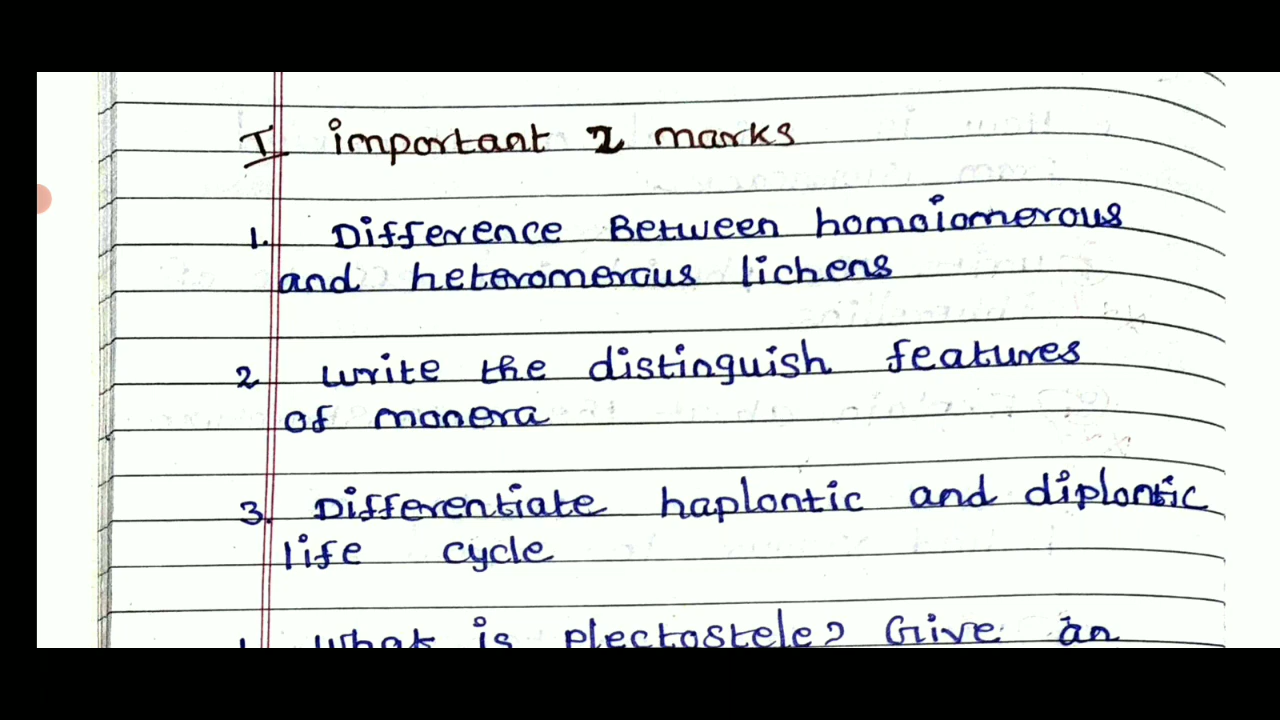 I important 2 marks
1. Difference Between homoiomerous
and heteromerous lichens
2 write the distinguish features
of monera
3. Differentiate haplontic and diplontic
life cycle
What is plectostele? Give an